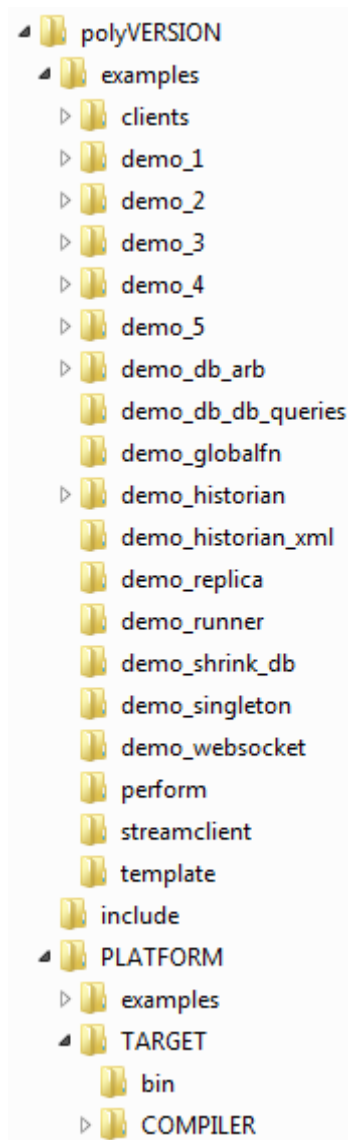 polyVERSION
examples
clients
demo_1
demo_2
demo_3
demo_4
demo_5
demo_db_arb
demo_db_db_queries
demo_globalfn
demo_historian
demo_historian_xml
demo_replica
demo_runner
demo_shrink_db
demo_singleton
demo_websocket
perform
streamclient
template
include
PLATFORM
examples
TARGET
bin
COMPILER